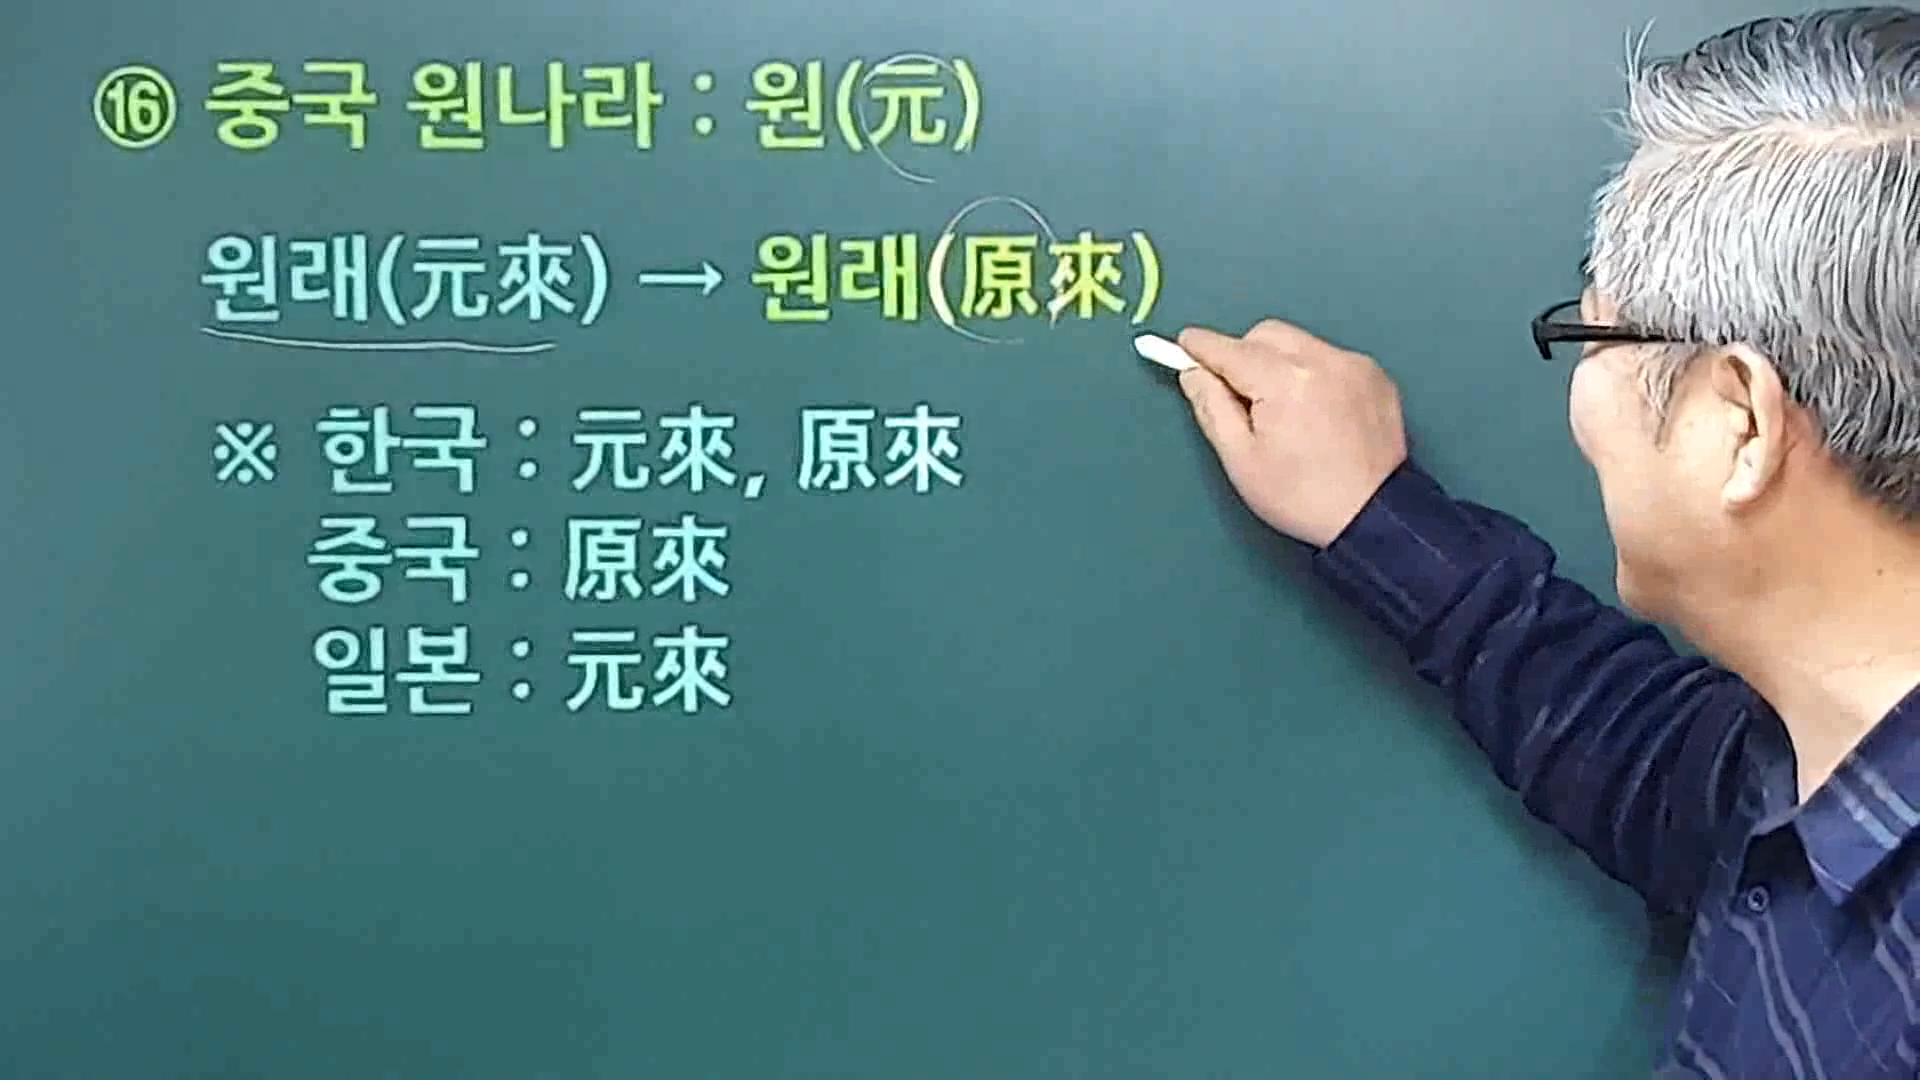 ⑯ 중국 원나라 : 원(元)
원래(元來) → 원래(原來)
※ 한국 : 元來, 原來
중국 : 原來
일본 : 元來